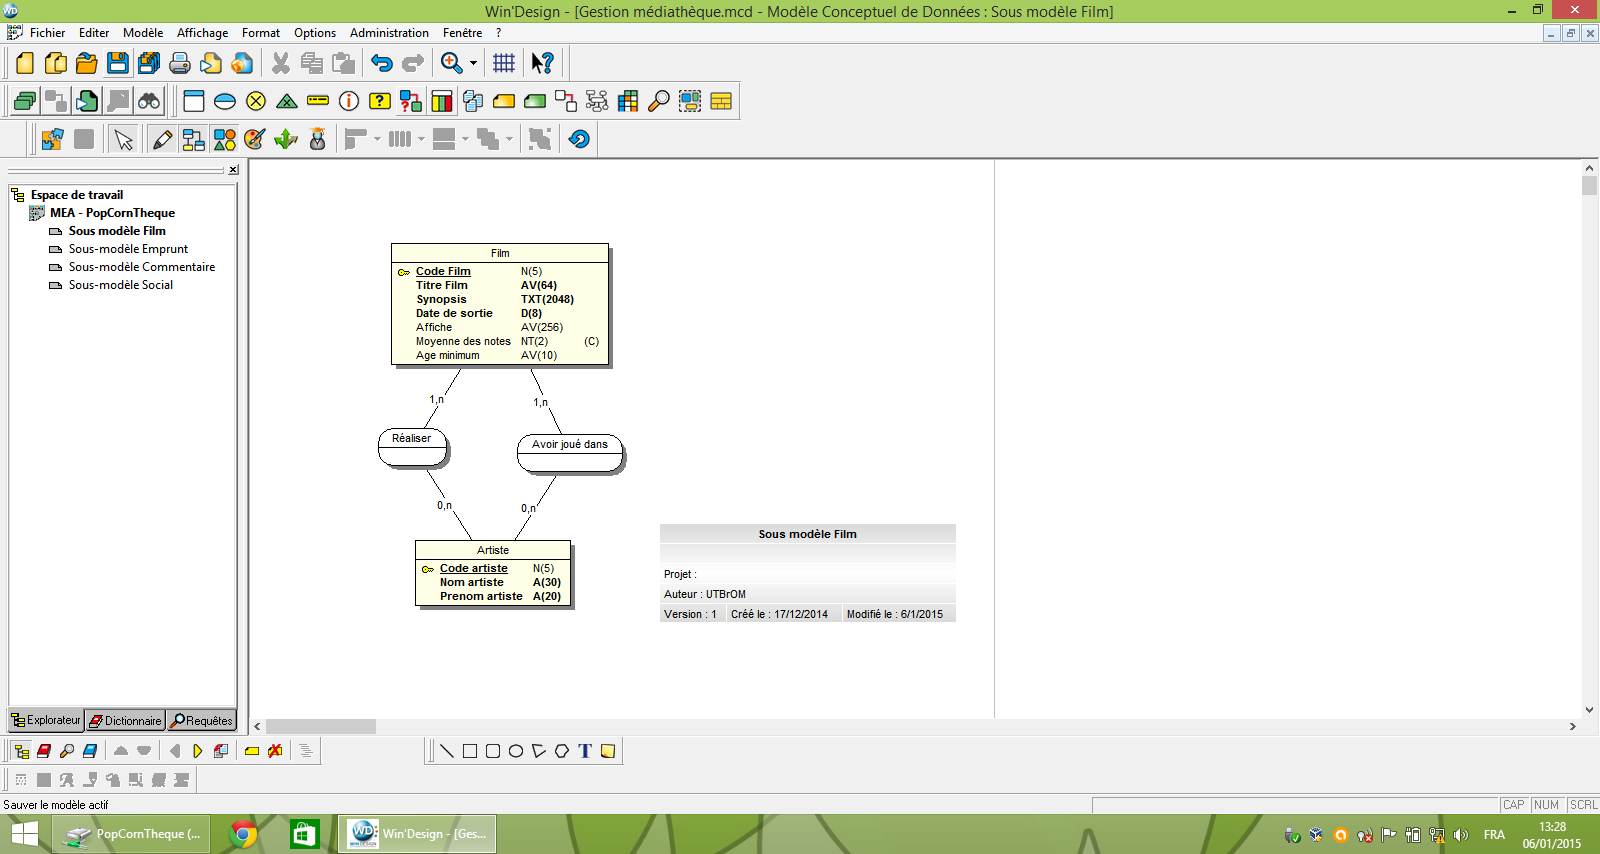 WD
Win'Design - [Gestion médiathèque.mcd - Modèle Conceptuel de Données : Sous modèle Film]
Fichier Editer Modèle Affichage Format Options Administration Fenêtre ?
Espace de travail
MEA - PopCornTheque
Sous modèle Film
Sous-modèle Emprunt
Sous-modèle Commentaire
Sous-modèle Social
Film
Code Film N(5)
Titre Film AV(64)
Synopsis TXT(2048)
Date de sortie D(8)
Affiche AV(256)
Moyenne des notes NT(2) (C)
Age minimum AV(10)
1,n 1,n
Réaliser
Avoir joué dans
0,n 0,n
Artiste
Code artiste N(5)
Nom artiste A(30)
Prenom artiste A(20)
Sous modèle Film
Projet :
Auteur : UTBrOM
Version : 1 Créé le : 17/12/2014 Modifié le : 6/1/2015
Explorateur Dictionnaire Requêtes
T
Sauver le modèle actif
CAP NUM SCRL
PopCornTheque (...
WD
WIN DESIGN
Win'Design - [Ges...
FRA
13:28
06/01/2015